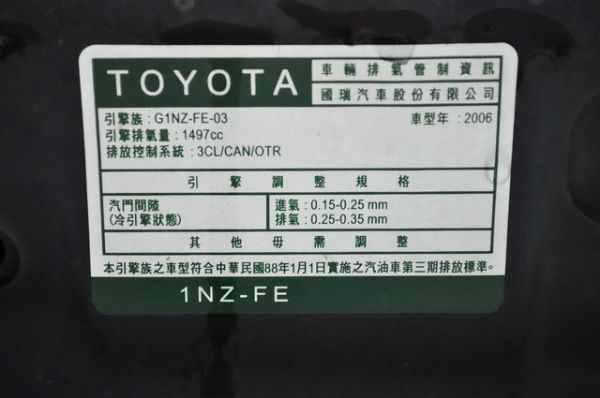 TOYOTA
車輛排氣管制資訊
國瑞汽車股份有限公司
引擎族 : G1NZ-FE-03
車型年 : 2006
引擎排氣量 : 1497cc
排放控制系統 : 3CL/CAN/OTR
引擎調整規格
汽門間隙
(冷引擎狀態)
進氣 : 0.15-0.25 mm
排氣 : 0.25-0.35 mm
其他毋需調整
本引擎族之車型符合中華民國88年1月1日實施之汽油車第三期排放標準。
1NZ-FE